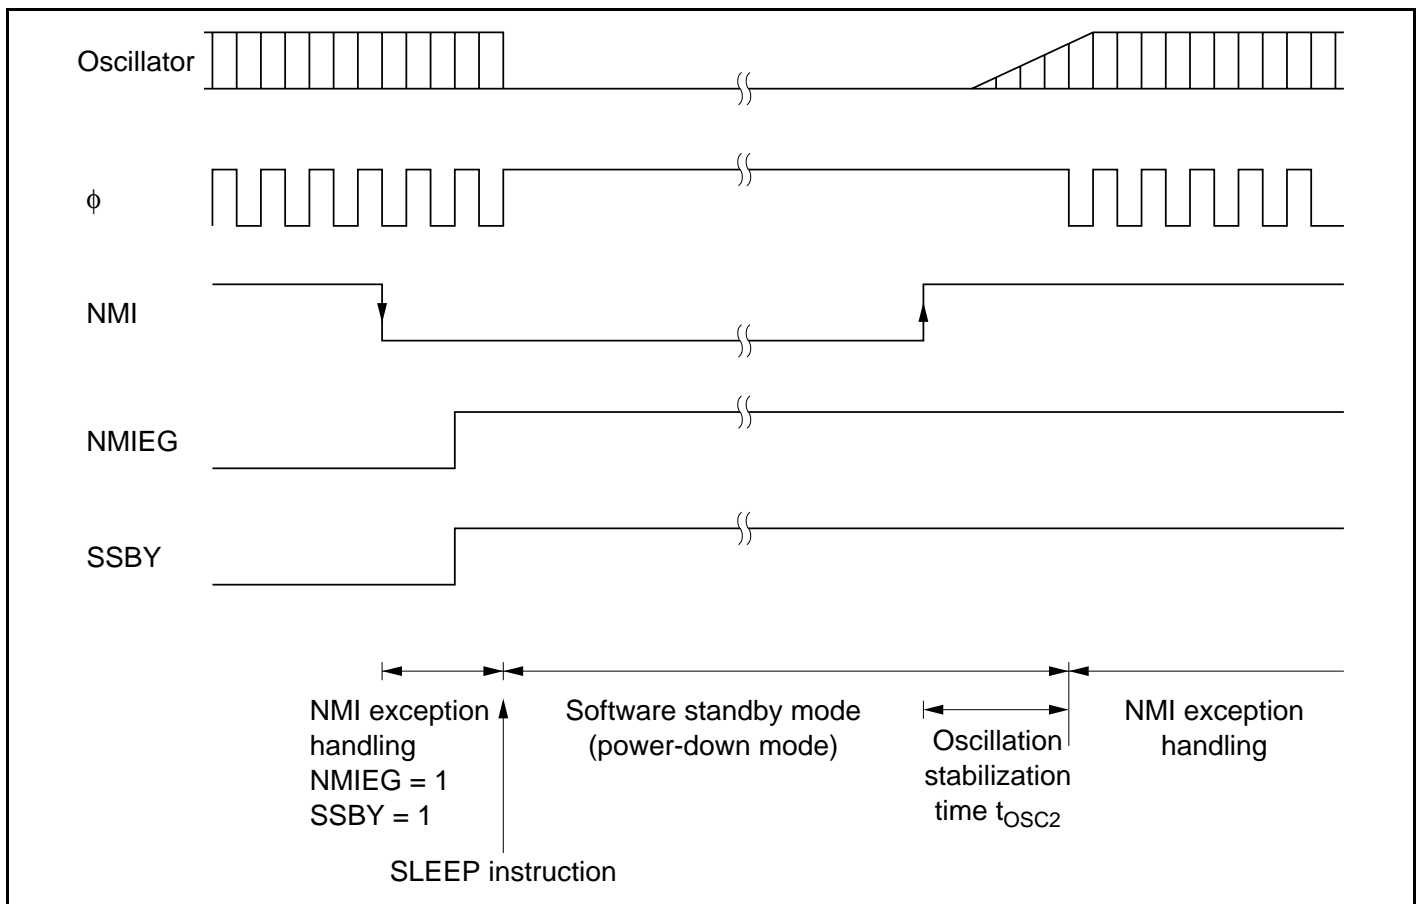 Oscillator
φ
NMI
NMIEG
SSBY
NMI exception
handling
NMIEG = 1
SSBY = 1
SLEEP instruction
Software standby mode
(power-down mode)
Oscillation
stabilization
time tOSC2
NMI exception
handling